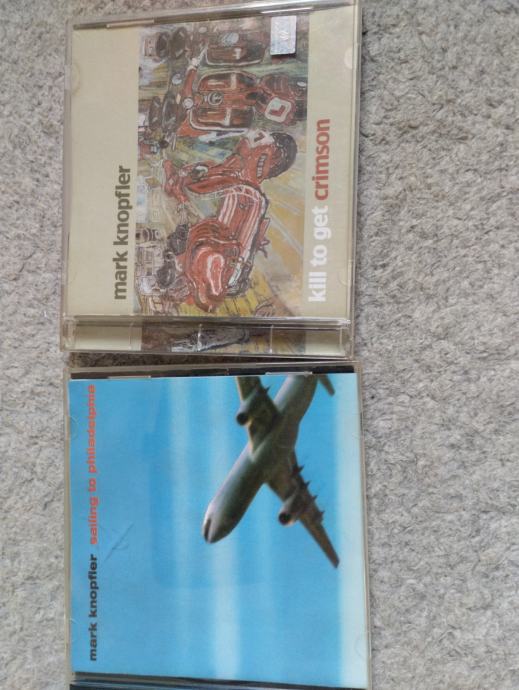 mark knopfler
kill to get crimson
mark knopfler sailing to philadelphia